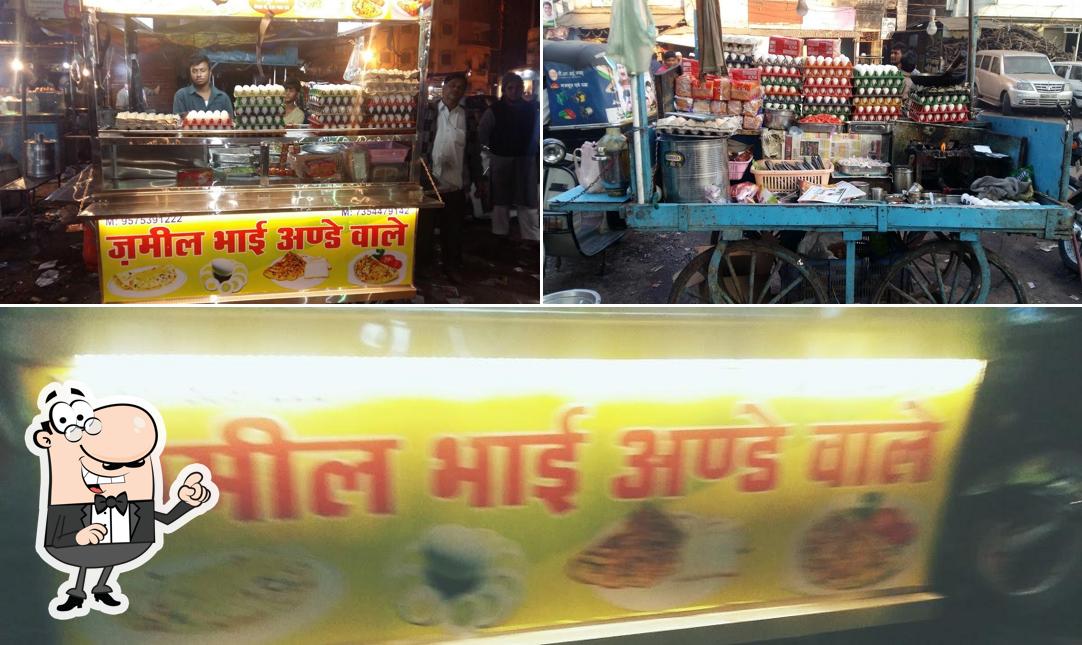 M: 9575391222
M: 7354479142
ज़मील भाई अण्डे वाले
मील भाई अण्डे वाले